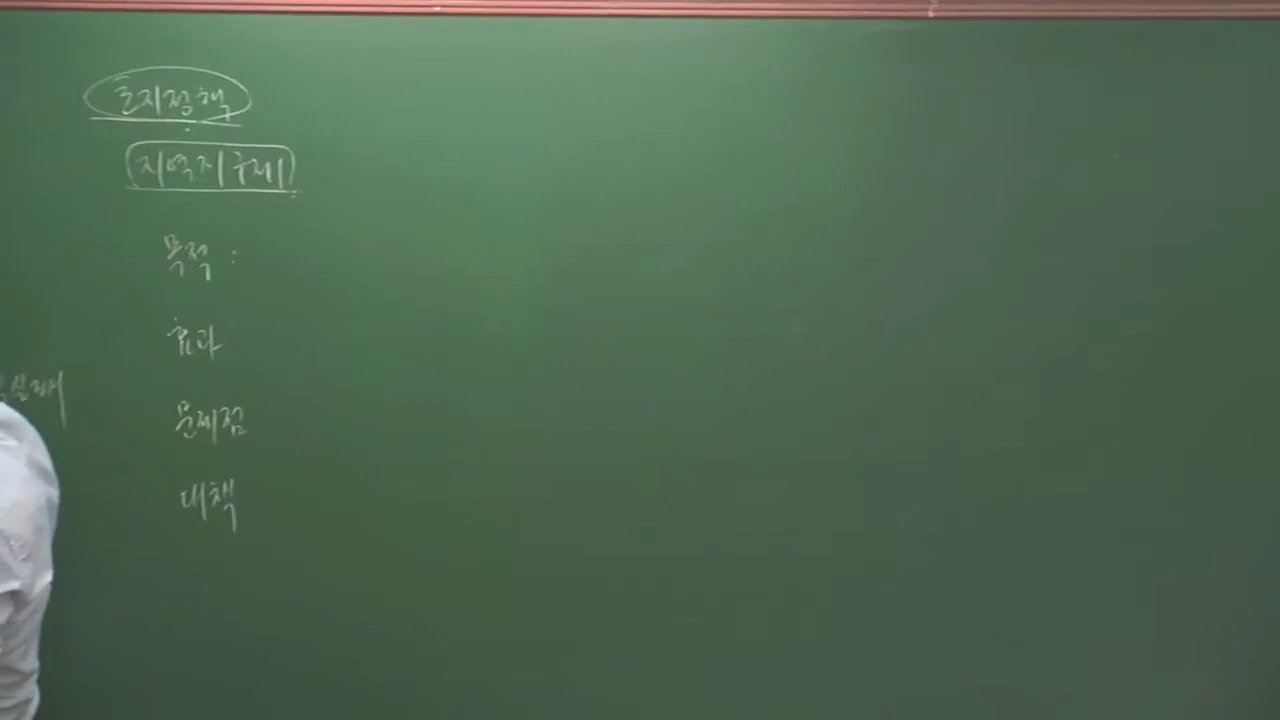 토지정책
지역지구제
목적 :
효과
문제점
대책